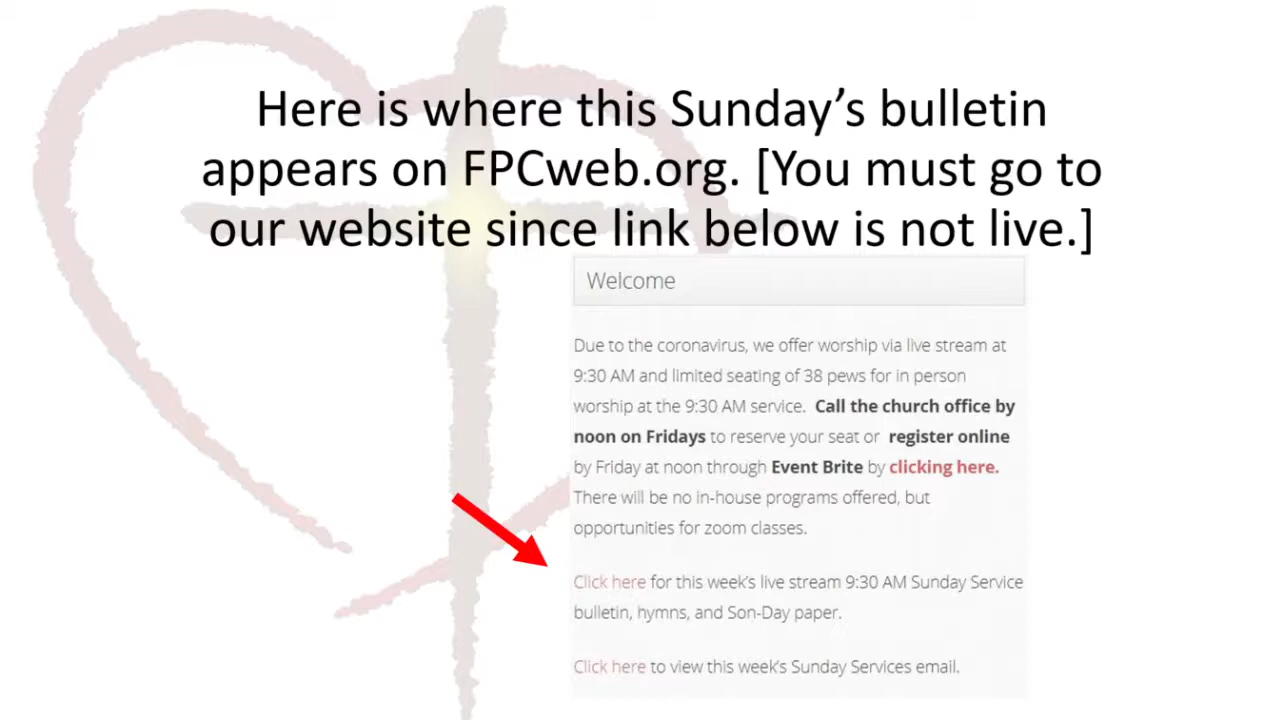 Here is where this Sunday’s bulletin
appears on FPCweb.org. [You must go to
our website since link below is not live.]
Welcome
Due to the coronavirus, we offer worship via live stream at
9:30 AM and limited seating of 38 pews for in person
worship at the 9:30 AM service. Call the church office by
noon on Fridays to reserve your seat or register online
by Friday at noon through Event Brite by clicking here.
There will be no in-house programs offered, but
opportunities for zoom classes.
Click here for this week’s live stream 9:30 AM Sunday Service
bulletin, hymns, and Son-Day paper.
Click here to view this week’s Sunday Services email.